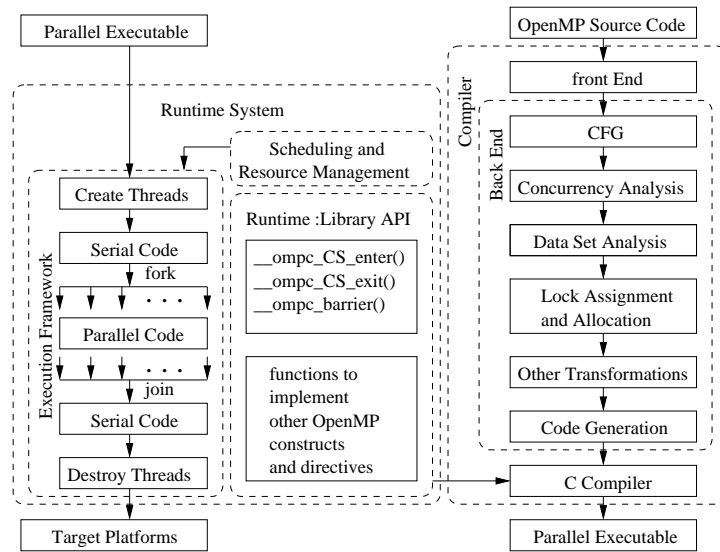 Parallel Executable
Runtime System
Scheduling and
Resource Management
Execution Framework
Create Threads
Serial Code
fork
. . .
Parallel Code
. . .
join
Serial Code
Destroy Threads
Target Platforms
Runtime :Library API
__ompc_CS_enter()
__ompc_CS_exit()
__ompc_barrier()
functions to
implement
other OpenMP
constructs
and directives
OpenMP Source Code
Compiler
front End
Back End
CFG
Concurrency Analysis
Data Set Analysis
Lock Assignment
and Allocation
Other Transformations
Code Generation
C Compiler
Parallel Executable